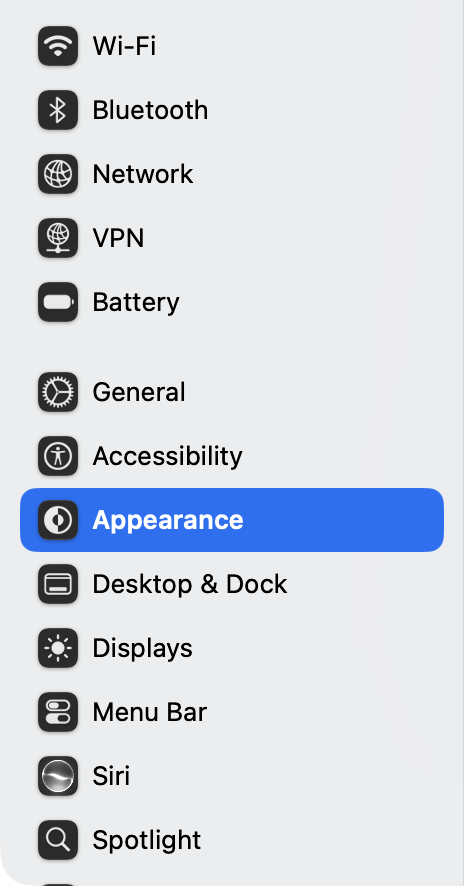 Wi-Fi
Bluetooth
Network
VPN
Battery
General
Accessibility
Appearance
Desktop & Dock
Displays
Menu Bar
Siri
Spotlight